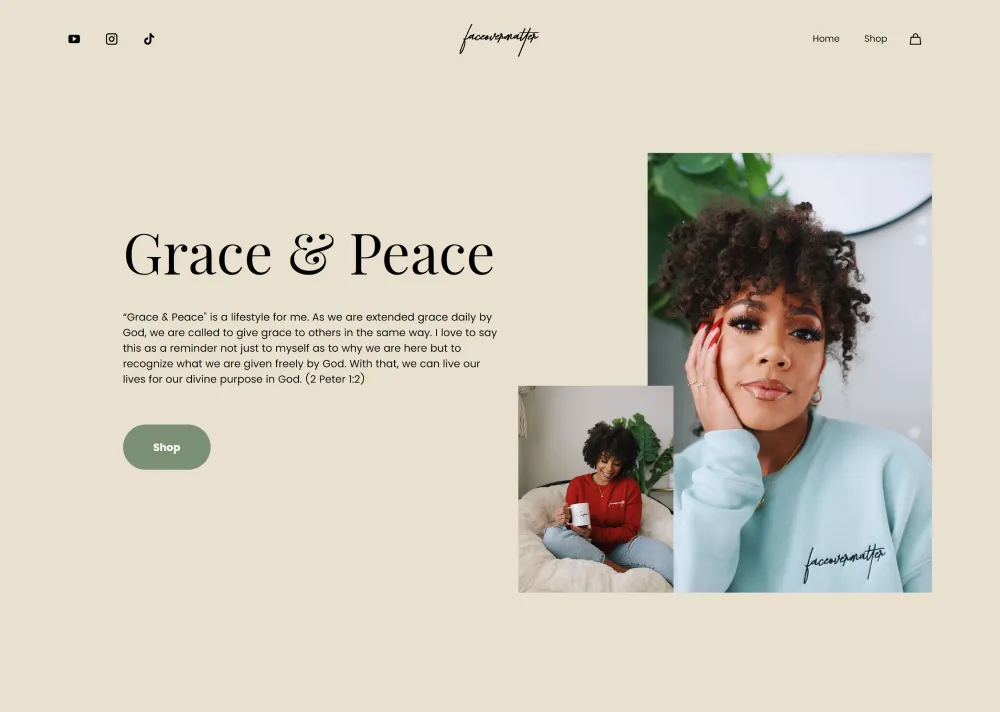 faceovermatter
Home
Shop
Grace & Peace
“Grace & Peace" is a lifestyle for me. As we are extended grace daily by
God, we are called to give grace to others in the same way. I love to say
this as a reminder not just to myself as to why we are here but to
recognize what we are given freely by God. With that, we can live our
lives for our divine purpose in God. (2 Peter 1:2)
Shop
faceovermatter